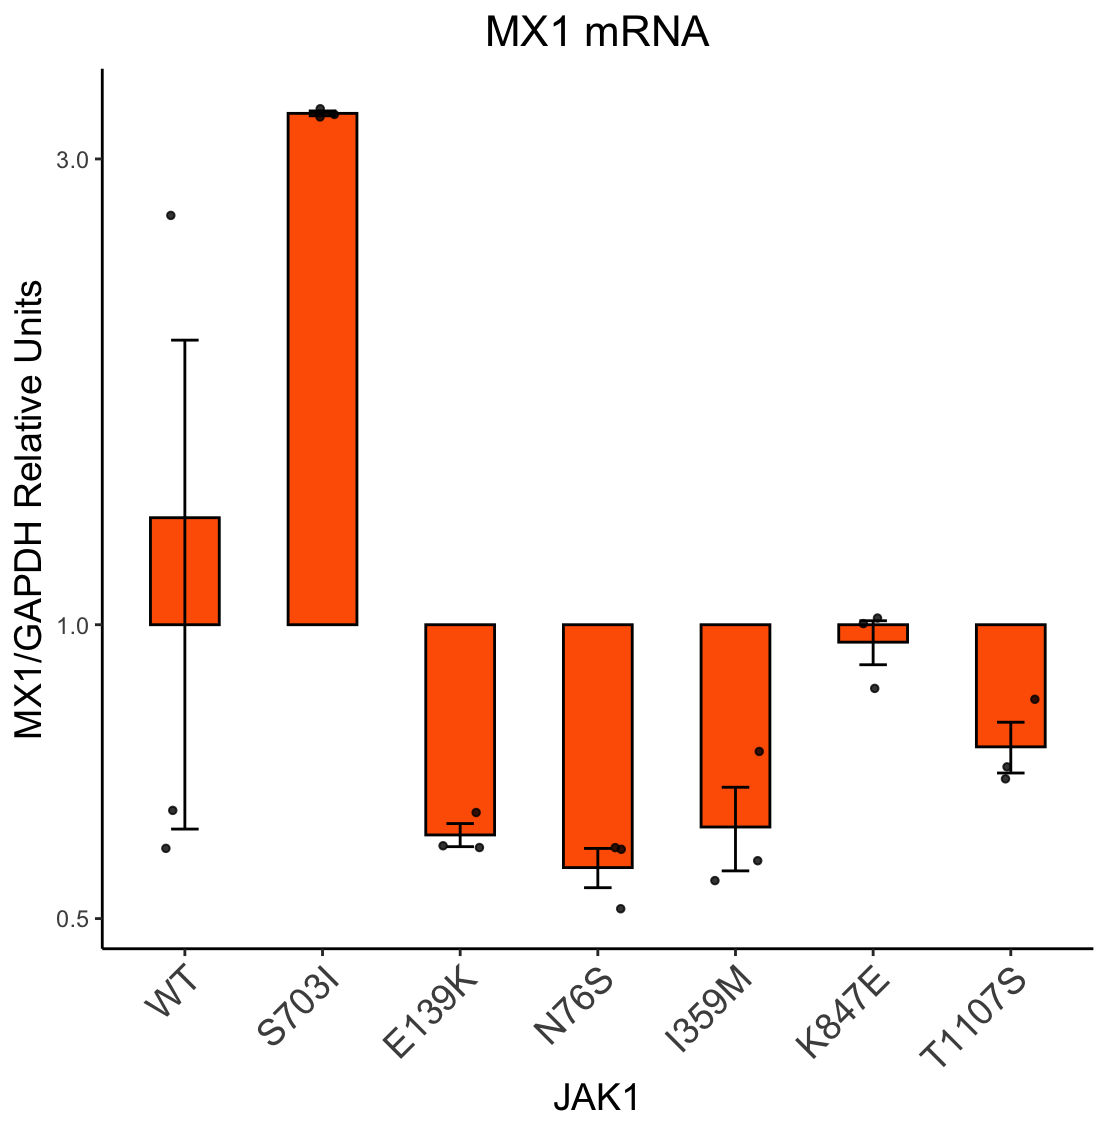 MX1 mRNA
MX1/GAPDH Relative Units
3.0
1.0
0.5
WT
S703I
E139K
N76S
I359M
K847E
T1107S
JAK1